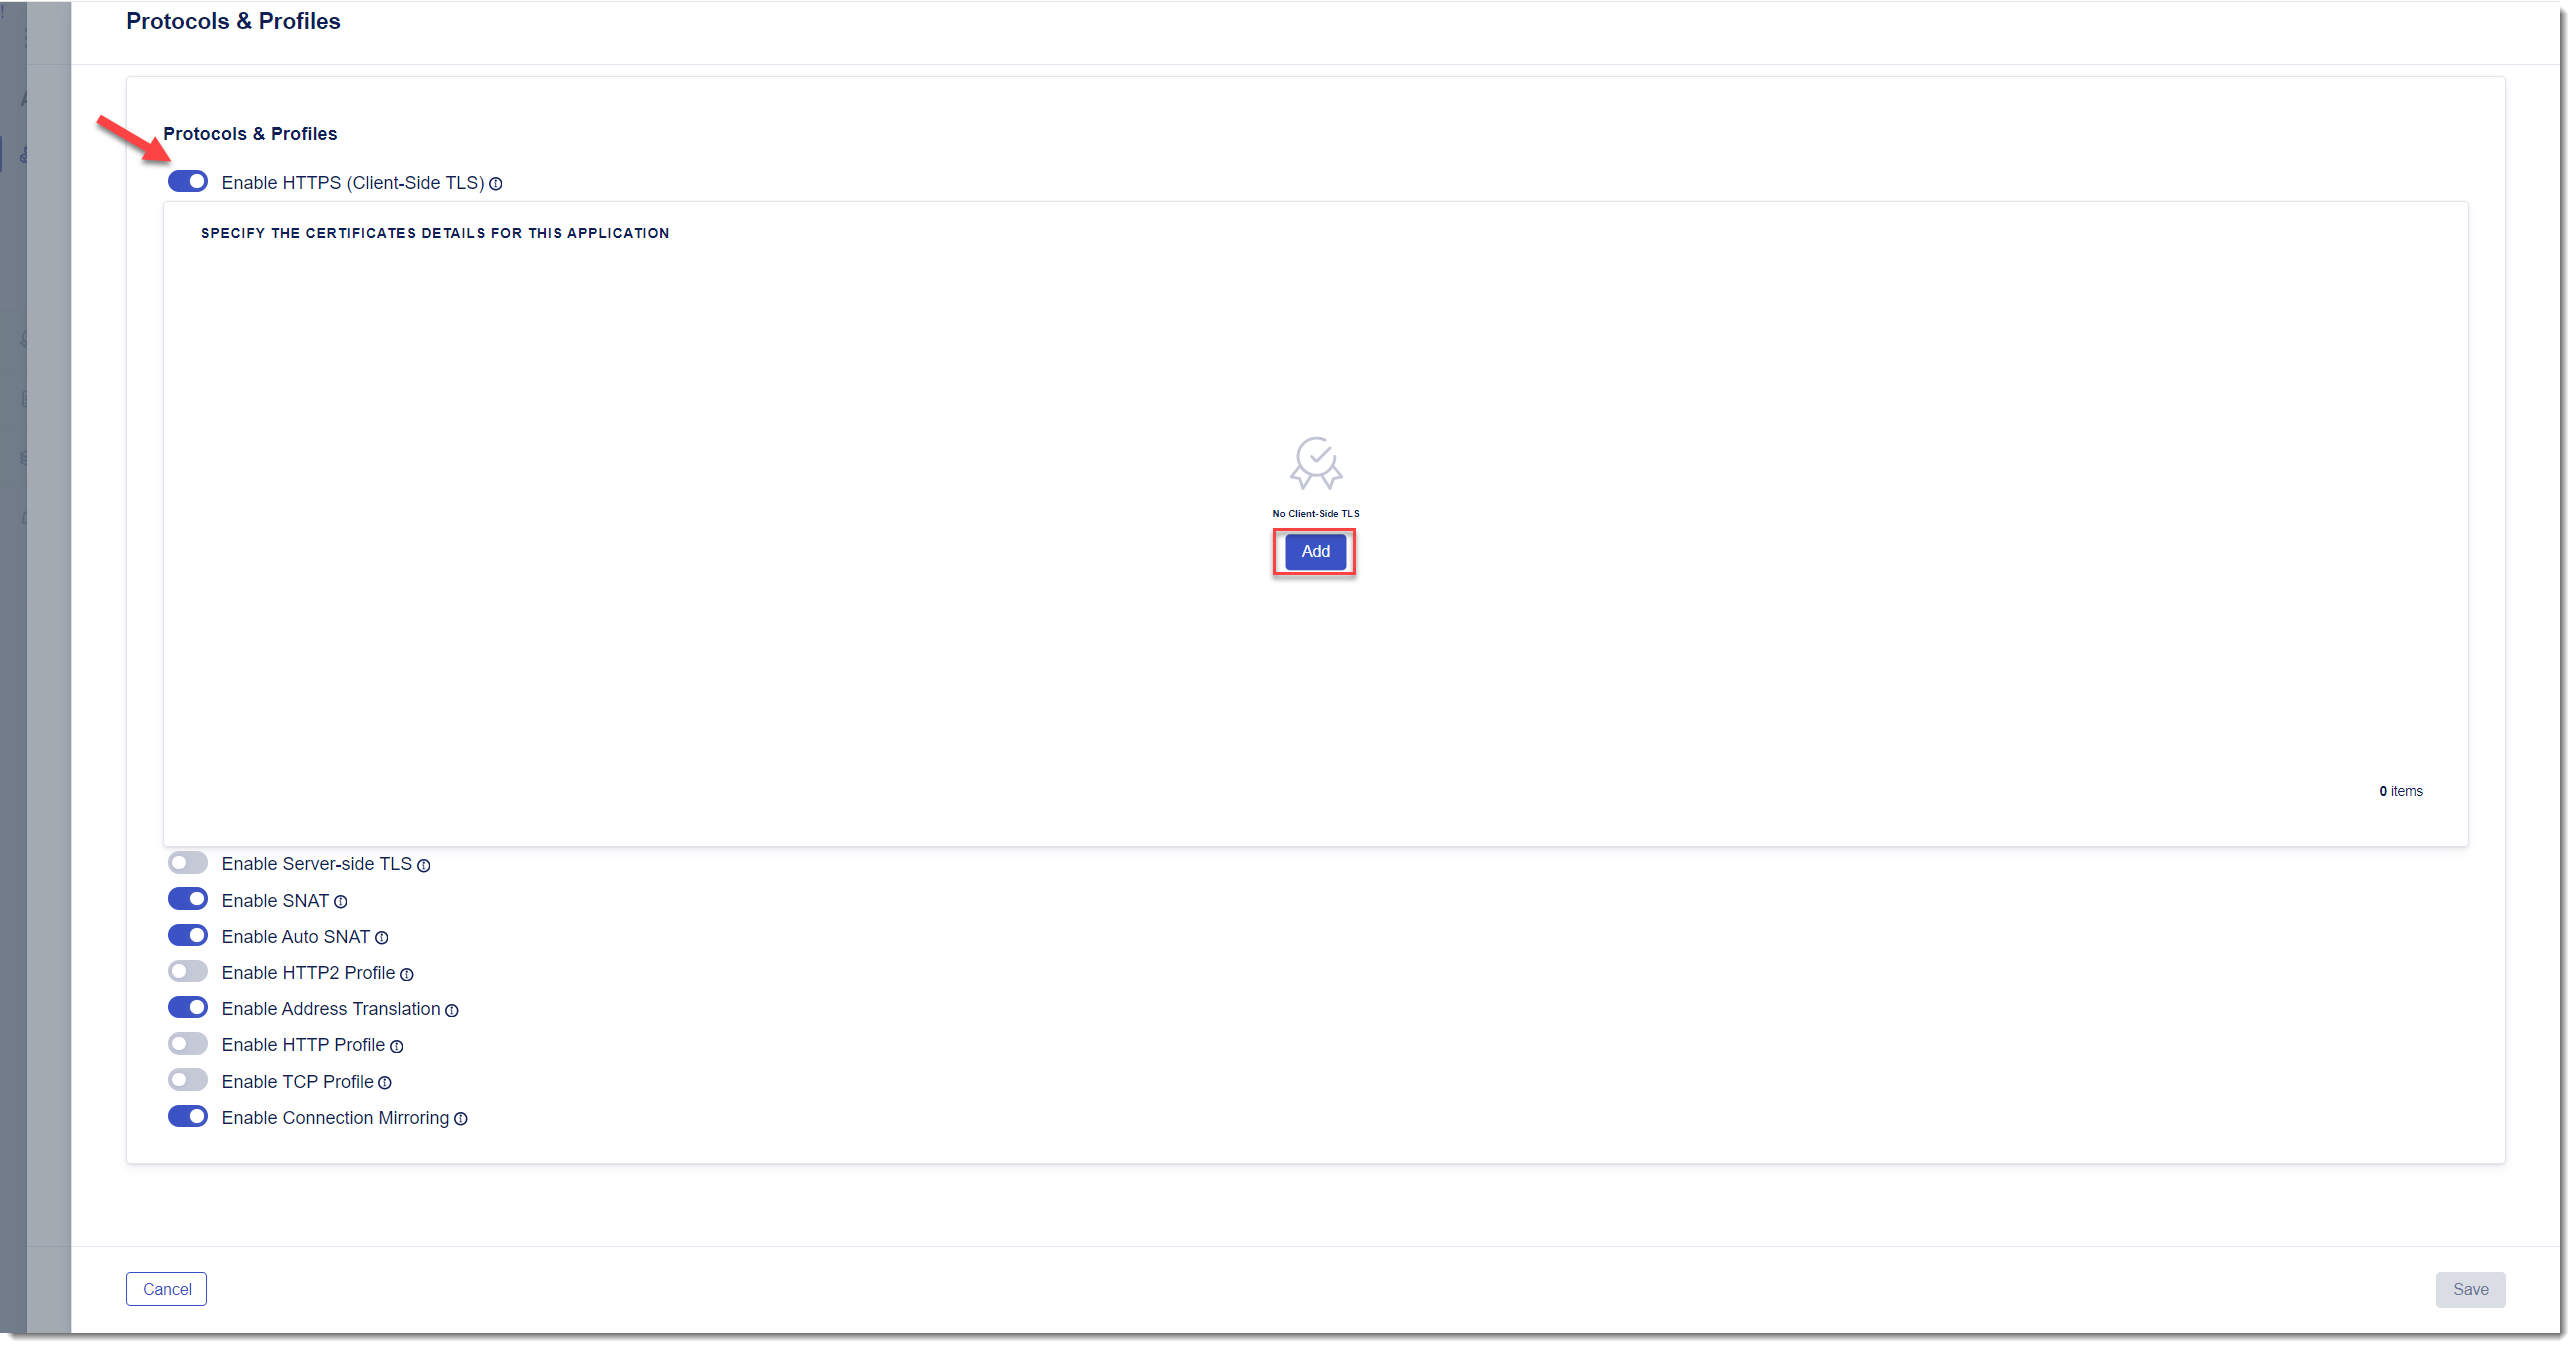 Protocols & Profiles
Protocols & Profiles
Enable HTTPS (Client-Side TLS)
SPECIFY THE CERTIFICATES DETAILS FOR THIS APPLICATION
No Client-Side TLS
Add
0 items
Enable Server-side TLS
Enable SNAT
Enable Auto SNAT
Enable HTTP2 Profile
Enable Address Translation
Enable HTTP Profile
Enable TCP Profile
Enable Connection Mirroring
Cancel
Save